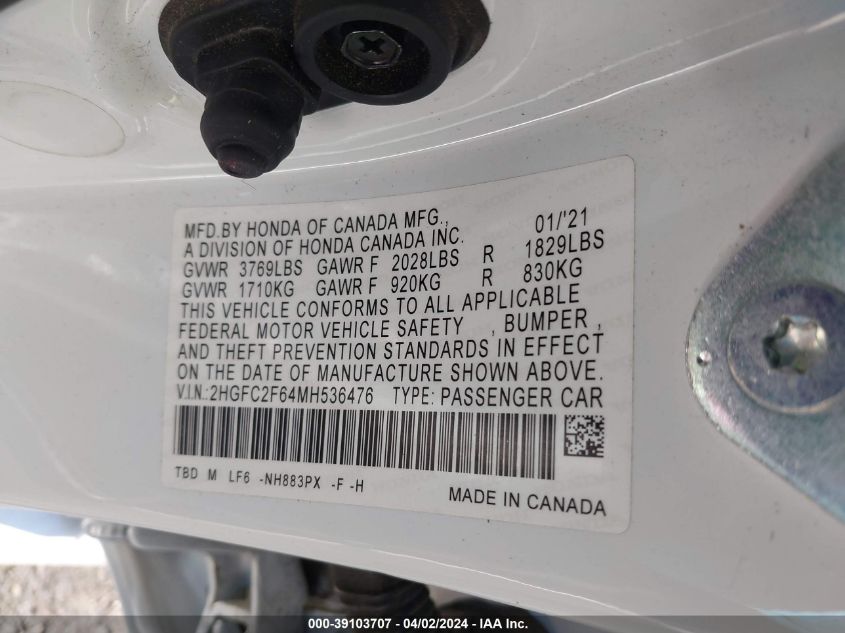 MFD.BY HONDA OF CANADA MFG., 01/'21
A DIVISION OF HONDA CANADA INC.
GVWR 3769LBS GAWR F 2028LBS R 1829LBS
GVWR 1710KG GAWR F 920KG R 830KG
THIS VEHICLE CONFORMS TO ALL APPLICABLE
FEDERAL MOTOR VEHICLE SAFETY , BUMPER ,
AND THEFT PREVENTION STANDARDS IN EFFECT
ON THE DATE OF MANUFACTURE SHOWN ABOVE.
V.I.N.:2HGFC2F64MH536476 TYPE: PASSENGER CAR
TBD M LF6 -NH883PX -F -H
MADE IN CANADA
000-39103707 - 04/02/2024 - IAA Inc.